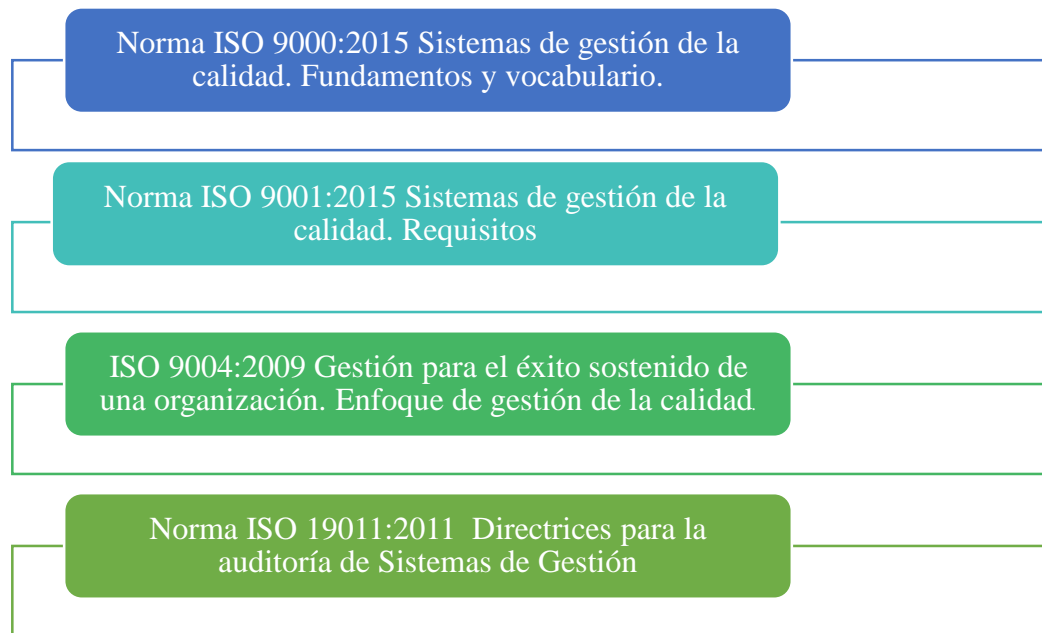 Norma ISO 9000:2015 Sistemas de gestión de la
calidad. Fundamentos y vocabulario.
Norma ISO 9001:2015 Sistemas de gestión de la
calidad. Requisitos
ISO 9004:2009 Gestión para el éxito sostenido de
una organización. Enfoque de gestión de la calidad.
Norma ISO 19011:2011  Directrices para la
auditoría de Sistemas de Gestión